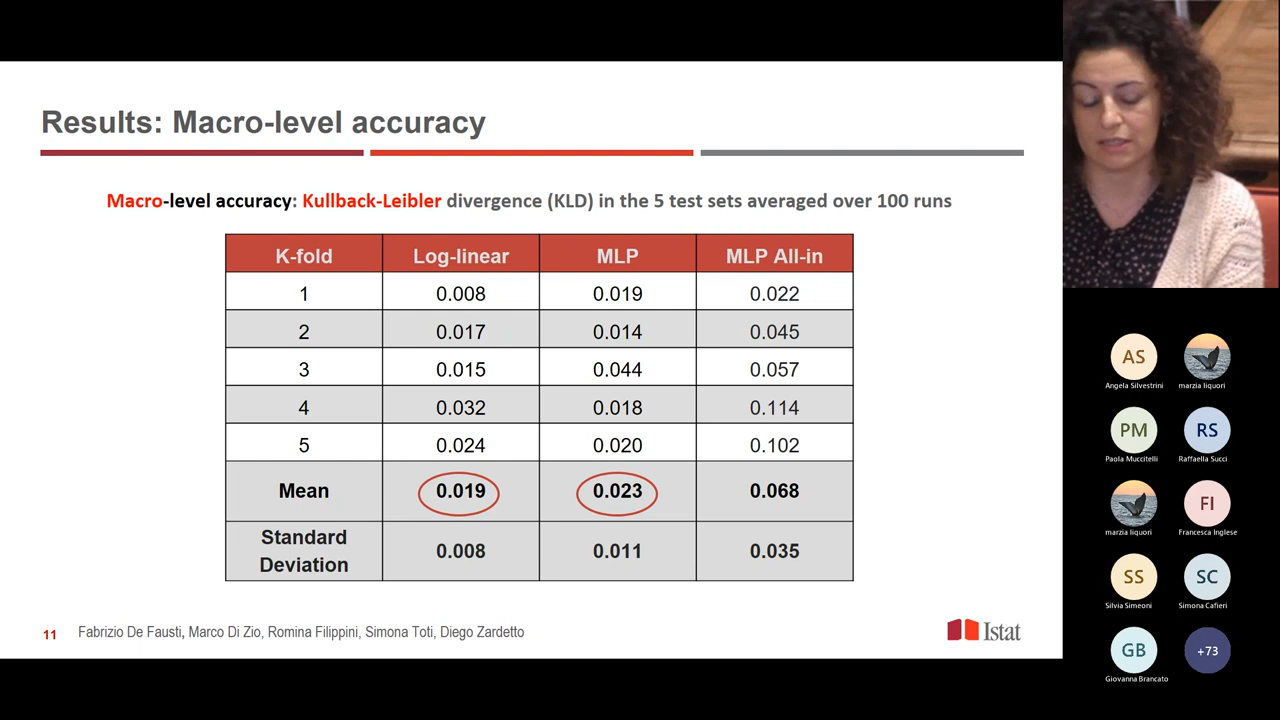 Results: Macro-level accuracy
Macro-level accuracy: Kullback-Leibler divergence (KLD) in the 5 test sets averaged over 100 runs
K-fold Log-linear MLP MLP All-in
1 0.008 0.019 0.022
2 0.017 0.014 0.045
3 0.015 0.044 0.057
4 0.032 0.018 0.114
5 0.024 0.020 0.102
Mean 0.019 0.023 0.068
Standard
Deviation 0.008 0.011 0.035
11 Fabrizio De Fausti, Marco Di Zio, Romina Filippini, Simona Toti, Diego Zardetto
Istat
AS
Angela Silvestrini marzia liquori
PM RS
Paola Muccitelli Raffaella Succi
FI
marzia liquori Francesca Inglese
SS SC
Silvia Simeoni Simona Cafieri
GB +73
Giovanna Brancato